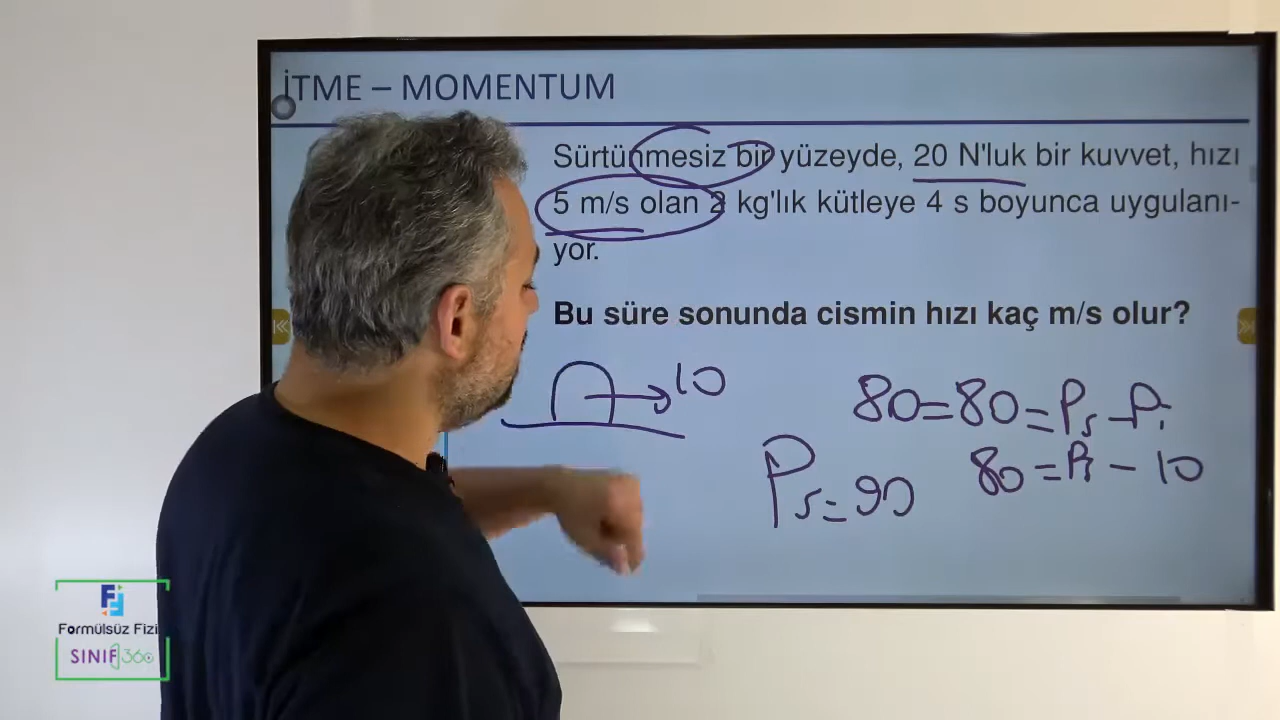 İTME – MOMENTUM
Sürtünmesiz bir yüzeyde, 20 N'luk bir kuvvet, hızı
5 m/s olan 2 kg'lık kütleye 4 s boyunca uygulanı-
yor.
Bu süre sonunda cismin hızı kaç m/s olur?
10
80=80=Ps-Pi
80=Ps-10
Ps=90
Formülsüz Fizi
SINIF 360